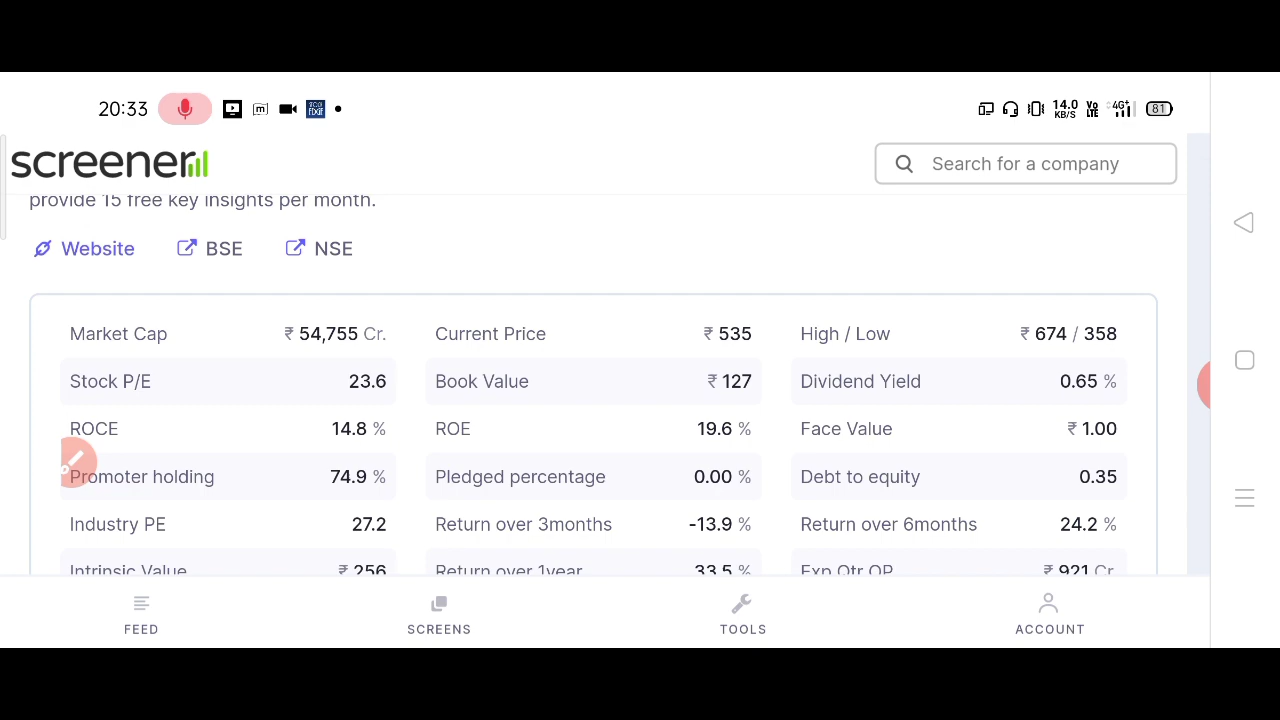 20:33 14.0 KB/S Vo LTE 4G+ 81
screener Search for a company
provide 15 free key insights per month.
Website BSE NSE
Market Cap ₹ 54,755 Cr. Current Price ₹ 535 High / Low ₹ 674 / 358
Stock P/E 23.6 Book Value ₹ 127 Dividend Yield 0.65 %
ROCE 14.8 % ROE 19.6 % Face Value ₹ 1.00
Promoter holding 74.9 % Pledged percentage 0.00 % Debt to equity 0.35
Industry PE 27.2 Return over 3months -13.9 % Return over 6months 24.2 %
Intrinsic Value ₹ 256 Return over 1year 33.5 % Exp Qtr OP ₹ 921 Cr.
FEED SCREENS TOOLS ACCOUNT